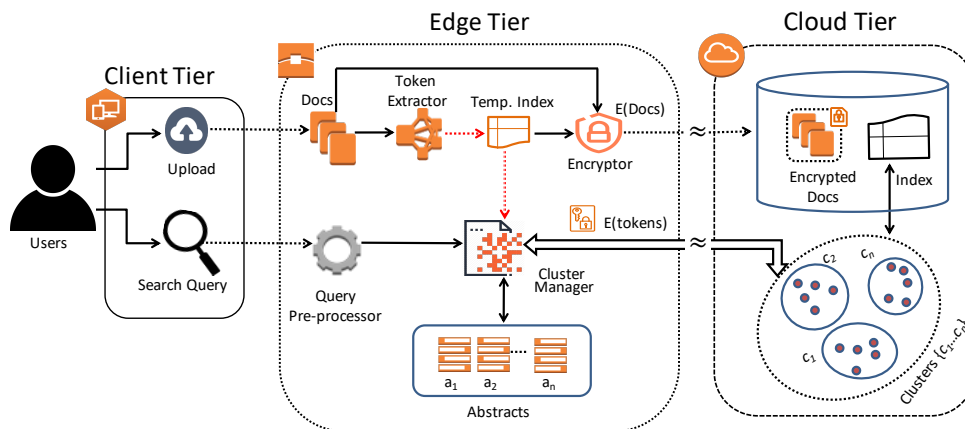 Edge Tier
Cloud Tier
Client Tier
Docs
Token
Extractor
Temp. Index
E(Docs)
Upload
Encryptor
Encrypted
Docs
Index
Users
Search Query
Query
Pre-processor
E(tokens)
Cluster
Manager
c2
cn
c1
Clusters {c1...cn}
a1 a2 an
Abstracts